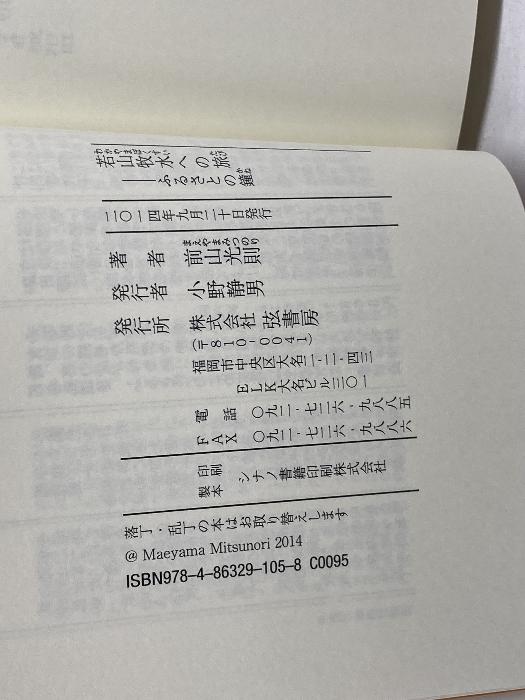 若山牧水への旅
──ふるさとの鐘
二〇一四年九月二十日発行
著者 前山光則
発行者 小野静男
発行所 株式会社 弦書房
(〒810-0041)
福岡市中央区大名二-二-四三
ELK大名ビル三〇一
電話 〇九二・七二六・九八八五
FAX 〇九二・七二六・九八八六
印刷 製本 シナノ書籍印刷株式会社
落丁・乱丁の本はお取り替えします
@ Maeyama Mitsunori 2014
ISBN978-4-86329-105-8 C0095